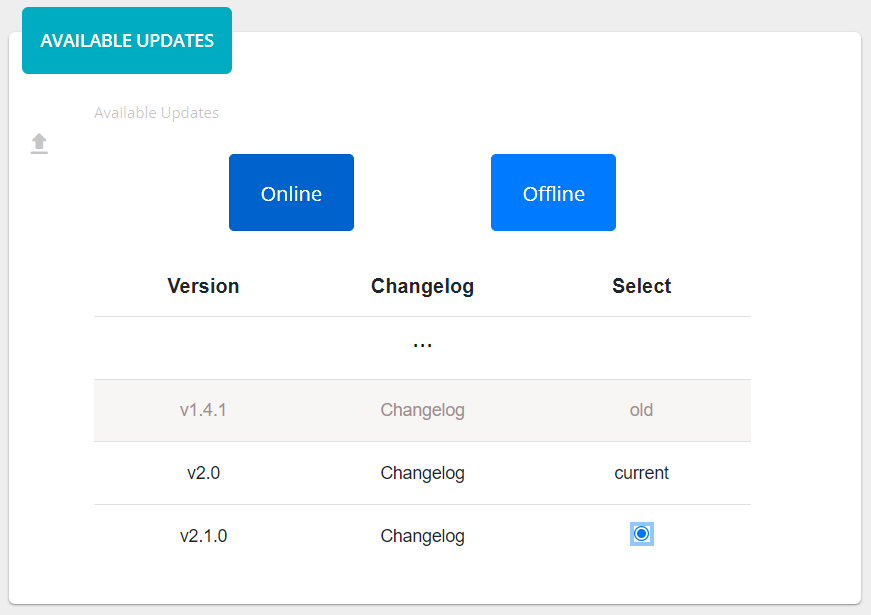 AVAILABLE UPDATES
Available Updates
Online Offline
Version Changelog Select
...
v1.4.1 Changelog old
v2.0 Changelog current
v2.1.0 Changelog